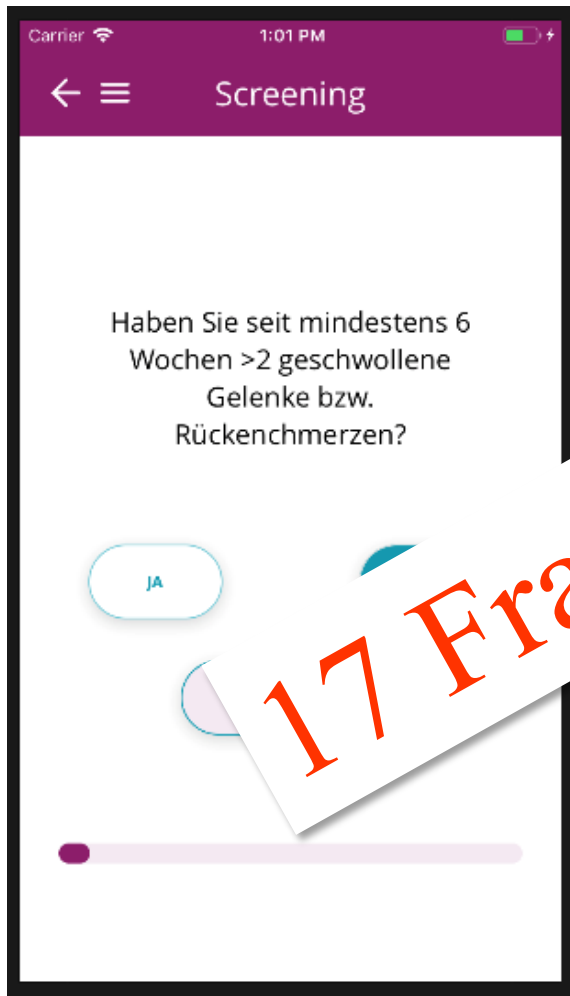 Carrier 1:01 PM
Screening
Haben Sie seit mindestens 6
Wochen >2 geschwollene
Gelenke bzw.
Rückenchmerzen?
JA
17 Fra